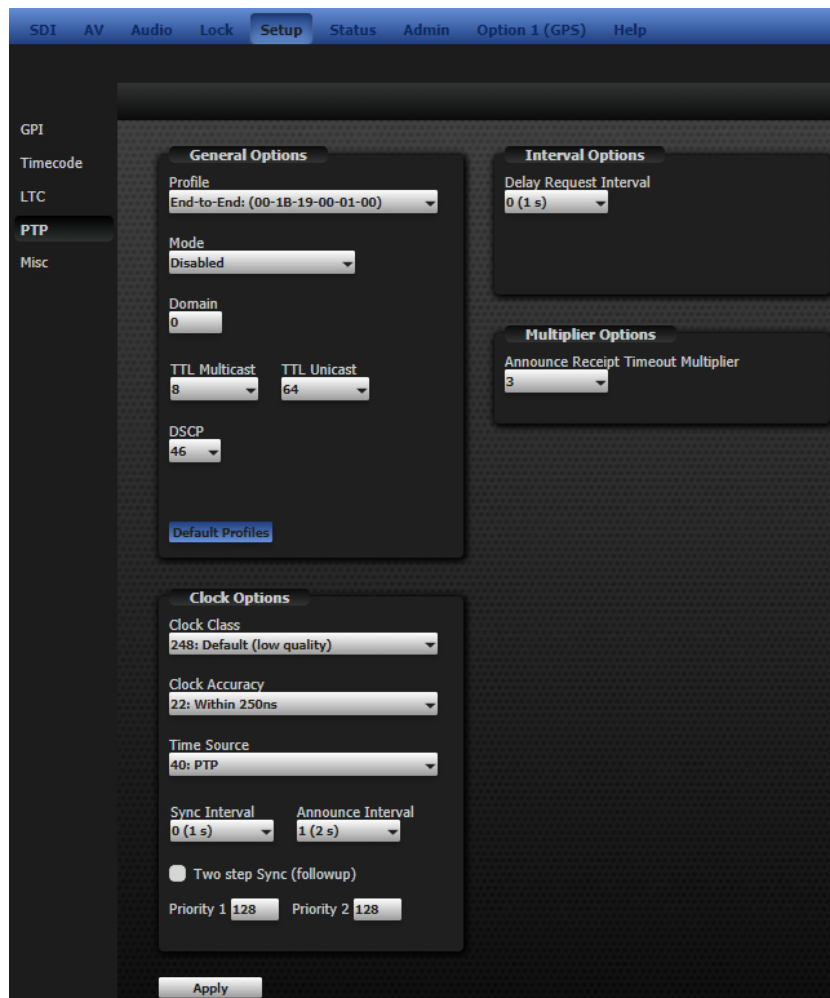 SDI AV Audio Lock Setup Status Admin Option 1 (GPS) Help
GPI
Timecode
LTC
PTP
Misc
General Options
Profile
End-to-End: (00-1B-19-00-01-00)
Mode
Disabled
Domain
0
TTL Multicast TTL Unicast
8 64
DSCP
46
Default Profiles
Interval Options
Delay Request Interval
0 (1 s)
Multiplier Options
Announce Receipt Timeout Multiplier
3
Clock Options
Clock Class
248: Default (low quality)
Clock Accuracy
22: Within 250ns
Time Source
40: PTP
Sync Interval Announce Interval
0 (1 s) 1 (2 s)
Two step Sync (followup)
Priority 1 128 Priority 2 128
Apply